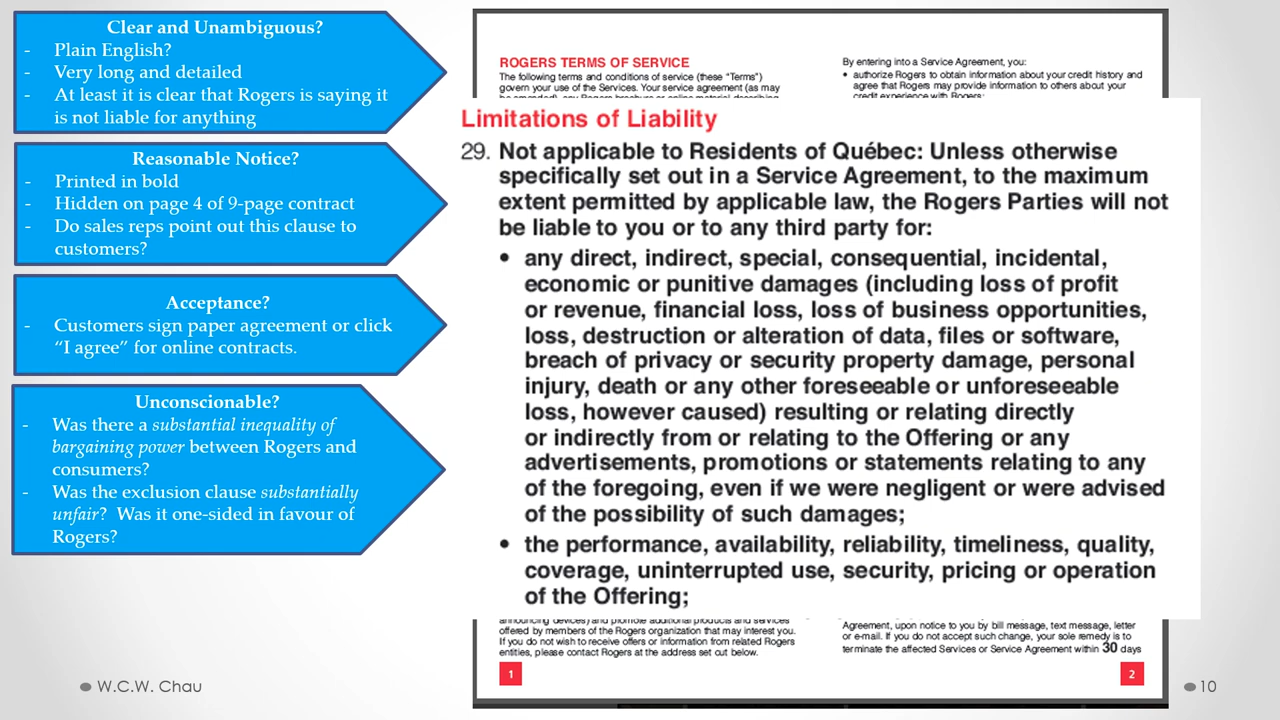 Clear and Unambiguous?
- Plain English?
- Very long and detailed
- At least it is clear that Rogers is saying it
is not liable for anything
Reasonable Notice?
- Printed in bold
- Hidden on page 4 of 9-page contract
- Do sales reps point out this clause to
customers?
Acceptance?
- Customers sign paper agreement or click
“I agree” for online contracts.
Unconscionable?
- Was there a substantial inequality of
bargaining power between Rogers and
consumers?
- Was the exclusion clause substantially
unfair? Was it one-sided in favour of
Rogers?
ROGERS TERMS OF SERVICE
The following terms and conditions of service (these “Terms”)
govern your use of the Services. Your service agreement (as may
By entering into a Service Agreement, you:
• authorize Rogers to obtain information about your credit history and
agree that Rogers may provide information to others about your
credit experience with Rogers;
Limitations of Liability
29. Not applicable to Residents of Québec: Unless otherwise
specifically set out in a Service Agreement, to the maximum
extent permitted by applicable law, the Rogers Parties will not
be liable to you or to any third party for:
• any direct, indirect, special, consequential, incidental,
economic or punitive damages (including loss of profit
or revenue, financial loss, loss of business opportunities,
loss, destruction or alteration of data, files or software,
breach of privacy or security property damage, personal
injury, death or any other foreseeable or unforeseeable
loss, however caused) resulting or relating directly
or indirectly from or relating to the Offering or any
advertisements, promotions or statements relating to any
of the foregoing, even if we were negligent or were advised
of the possibility of such damages;
• the performance, availability, reliability, timeliness, quality,
coverage, uninterrupted use, security, pricing or operation
of the Offering;
announcing devices) and promote additional products and services
offered by members of the Rogers organization that may interest you.
If you do not wish to receive offers or information from related Rogers
entities, please contact Rogers at the address set out below.
Agreement, upon notice to you by bill message, text message, letter
or e-mail. If you do not accept such change, your sole remedy is to
terminate the affected Services or Service Agreement within 30 days
1
2
W.C.W. Chau
10